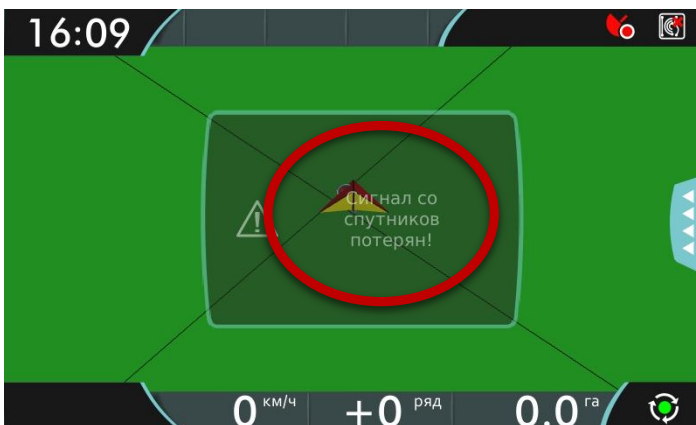 16:09
Сигнал со
спутников
потерян!
0 км/ч +0 ряд 0.0 га